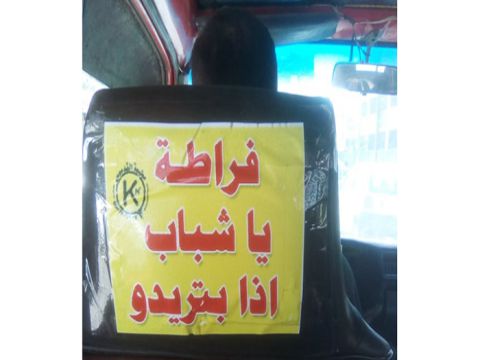 فراطة
يا شباب
اذا بتريدو
K